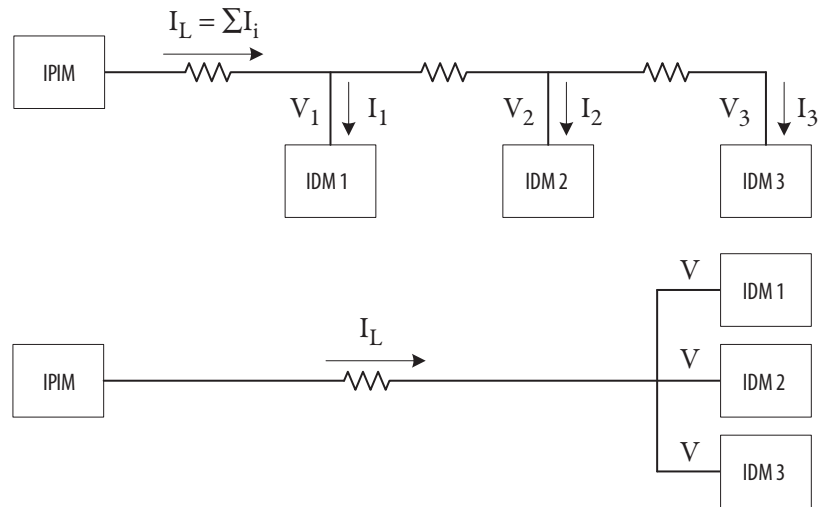 I_L = ΣI_i
IPIM
V_1 I_1 V_2 I_2 V_3 I_3
IDM 1 IDM 2 IDM 3
V IDM 1
I_L
IPIM V IDM 2
V IDM 3